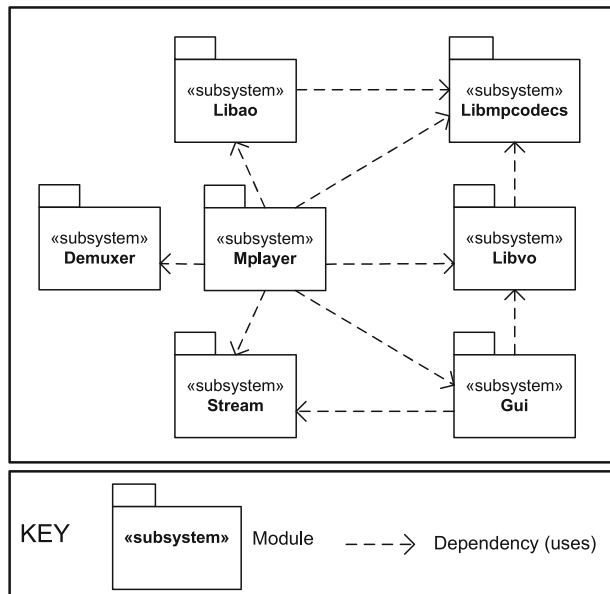 «subsystem»
Libao
«subsystem»
Libmpcodecs
«subsystem»
Demuxer
«subsystem»
Mplayer
«subsystem»
Libvo
«subsystem»
Stream
«subsystem»
Gui
KEY
«subsystem»
Module
Dependency (uses)